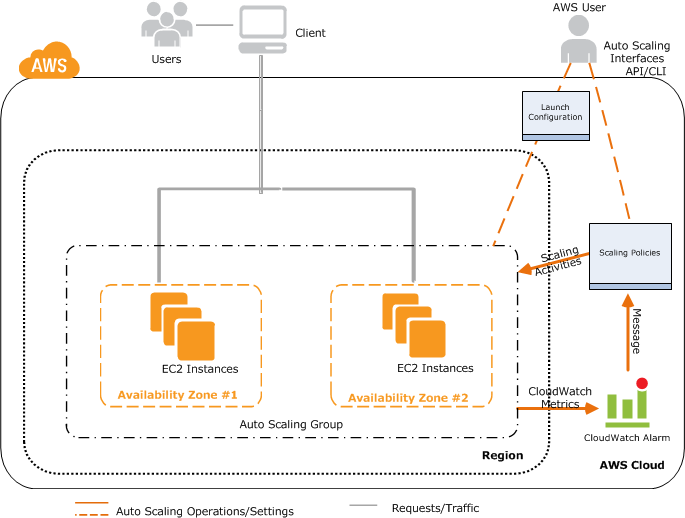 AWS User
Client
Users
Auto Scaling
Interfaces
API/CLI
AWS
Launch
Configuration
Scaling Policies
Scaling
Activities
Message
EC2 Instances
EC2 Instances
Availability Zone #1
Availability Zone #2
CloudWatch
Metrics
Auto Scaling Group
CloudWatch Alarm
Region
AWS Cloud
Auto Scaling Operations/Settings
Requests/Traffic